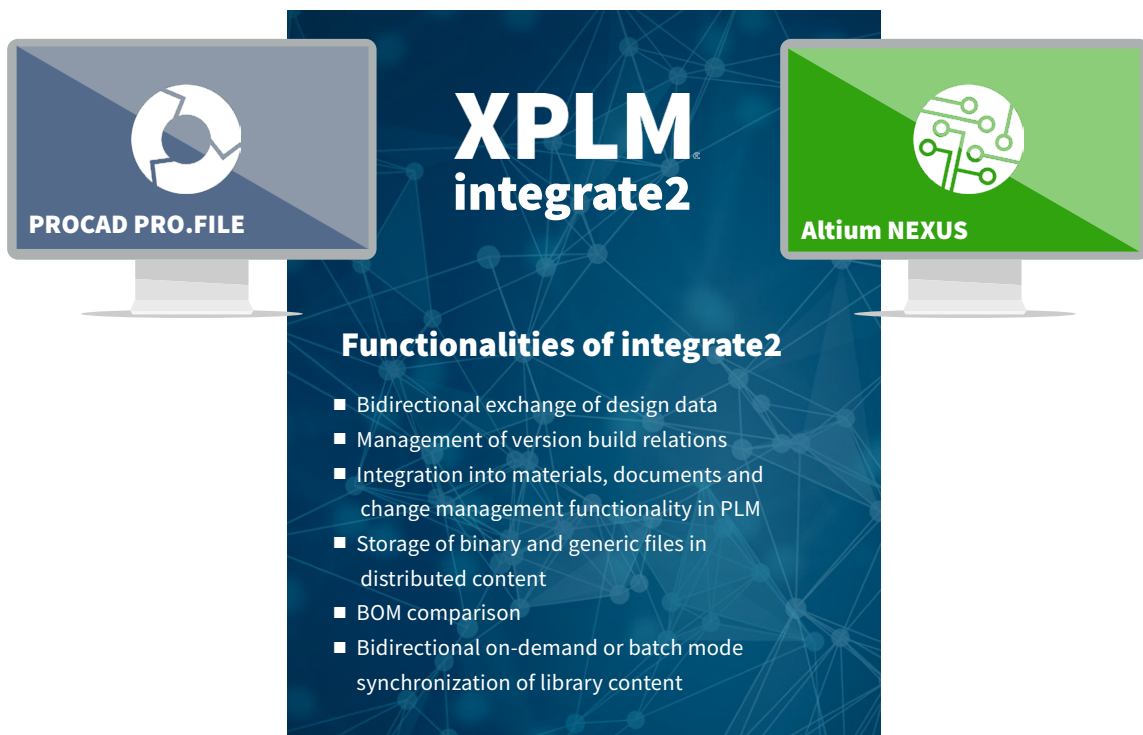 XPLM®
integrate2
PROCAD PRO.FILE
Altium NEXUS
Functionalities of integrate2
■ Bidirectional exchange of design data
■ Management of version build relations
■ Integration into materials, documents and
change management functionality in PLM
■ Storage of binary and generic files in
distributed content
■ BOM comparison
■ Bidirectional on-demand or batch mode
synchronization of library content